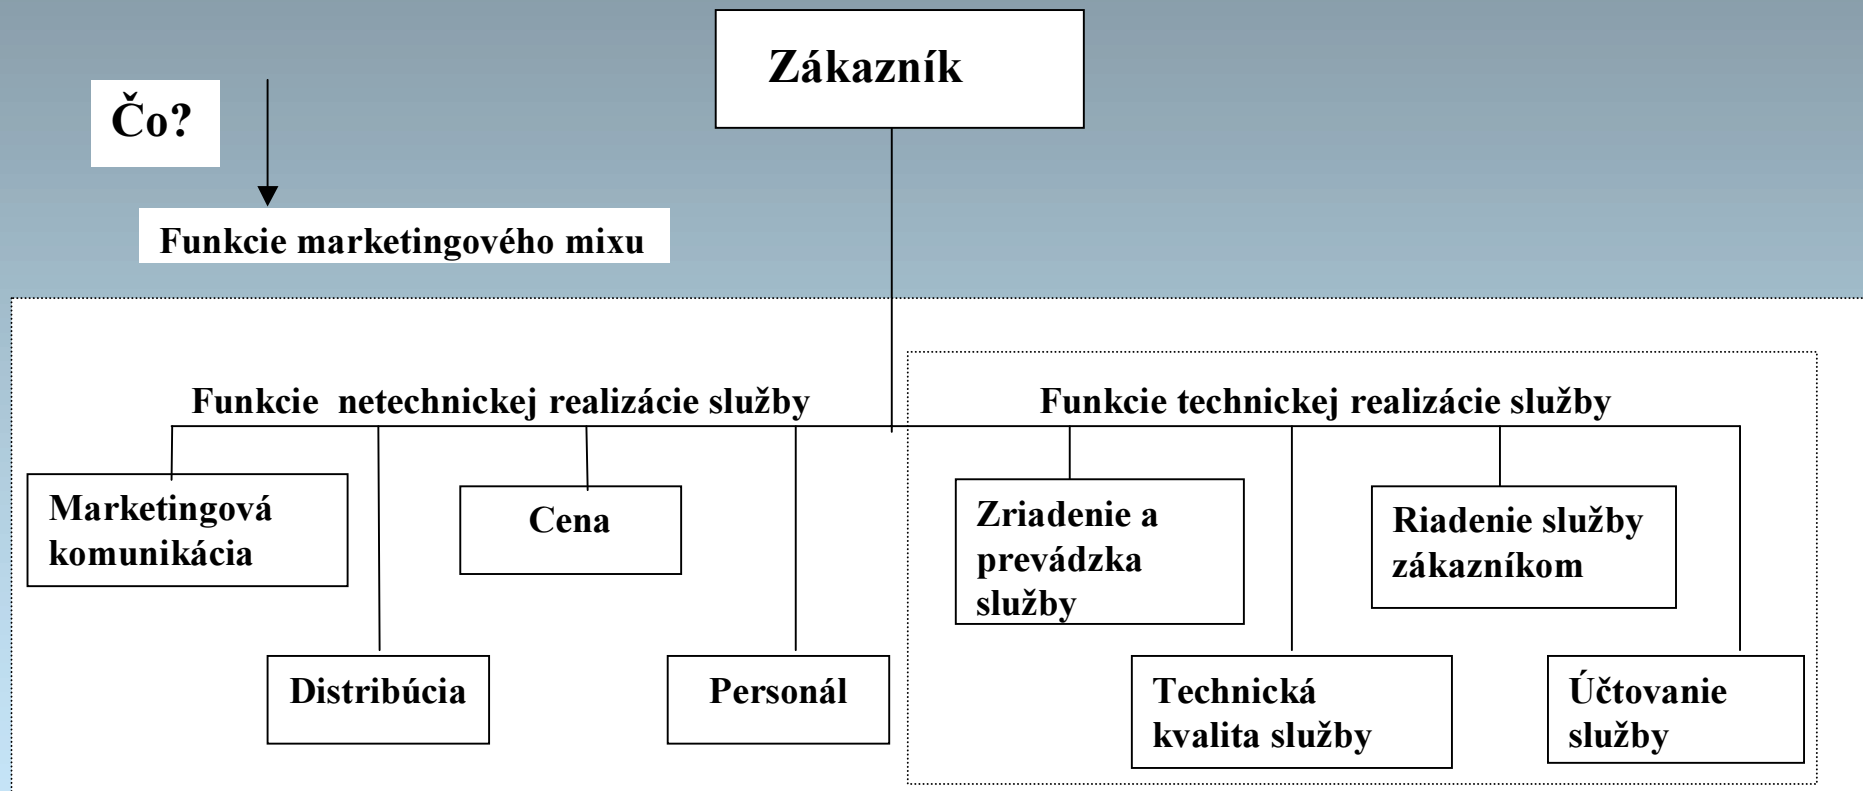 Zákazník
Čo?
Funkcie marketingového mixu
Funkcie netechnickej realizácie služby
Funkcie technickej realizácie služby
Marketingová
komunikácia
Cena
Zriadenie a
prevádzka
služby
Riadenie služby
zákazníkom
Distribúcia
Personál
Technická
kvalita služby
Účtovanie
služby